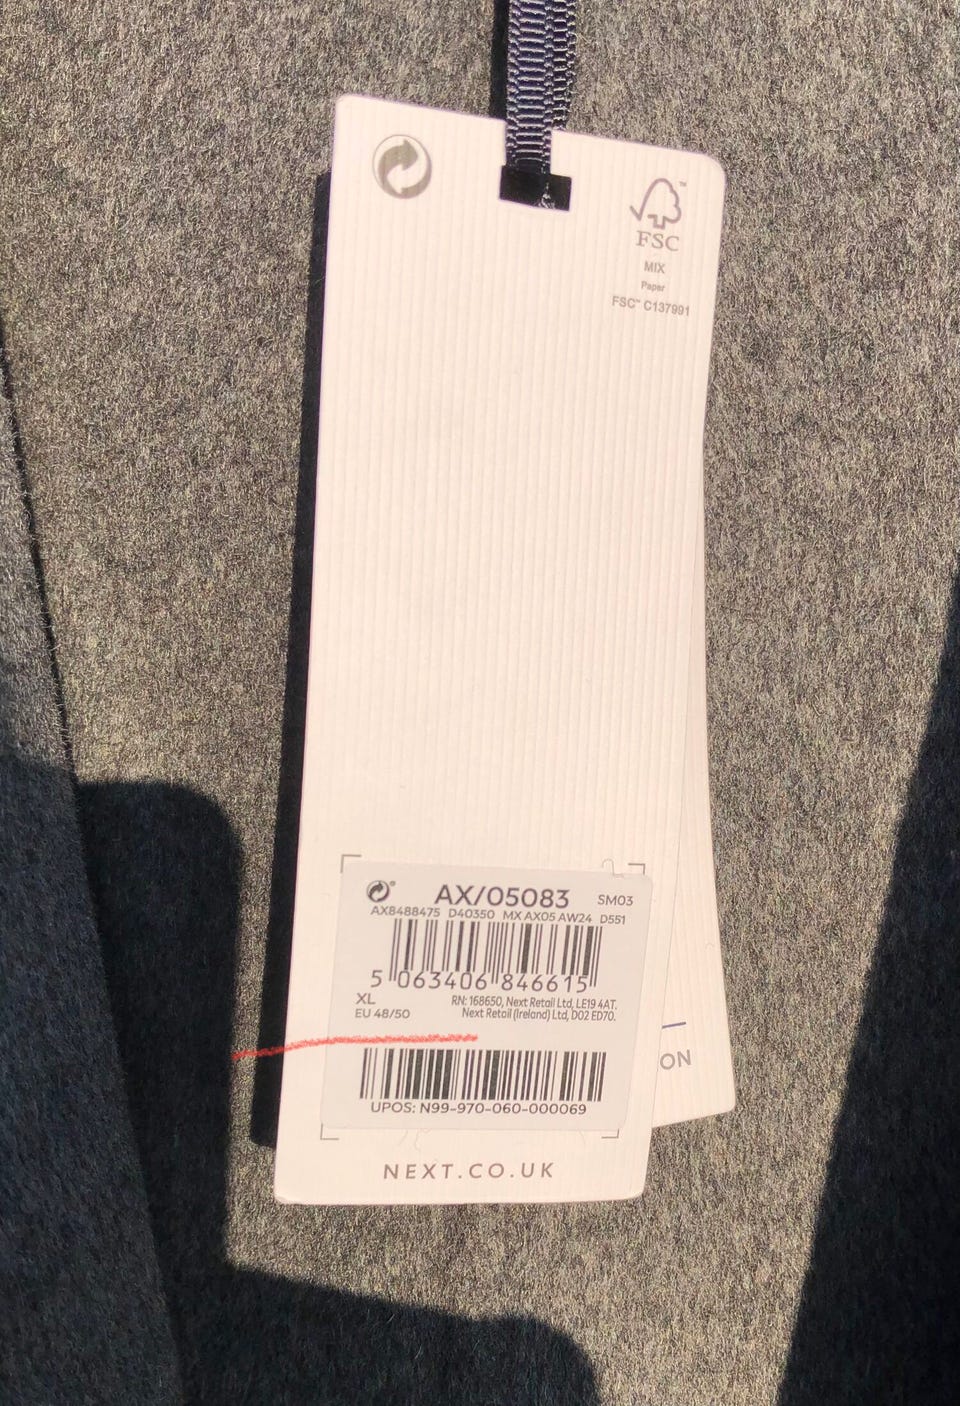 FSC
MIX
Paper
FSC™ C137991
AX/05083 SM03
AX8488475 D40350 MX AX05 AW24 D551
5 063406 846615
XL
EU 48/50
RN: 168650, Next Retail Ltd, LE19 4AT.
Next Retail (Ireland) Ltd, D02 ED70.
UPOS: N99-970-060-000069
ON
NEXT.CO.UK